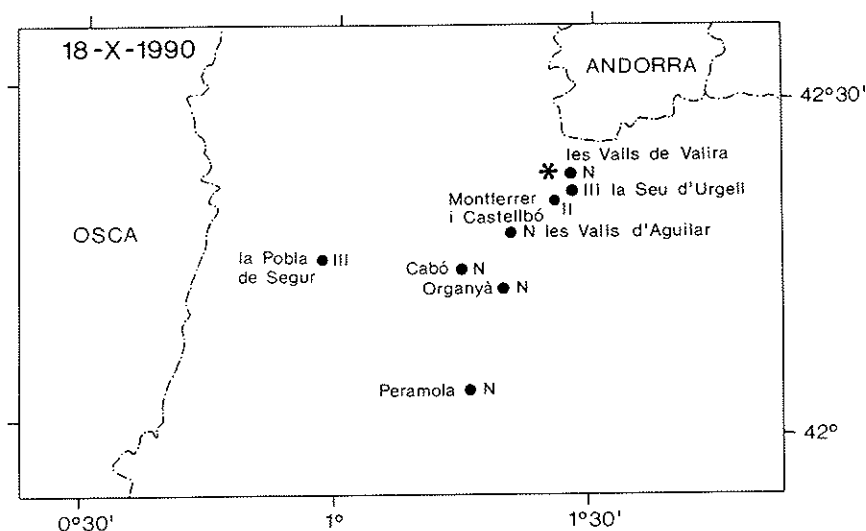 18-X-1990
ANDORRA
42°30'
les Valls de Valira
* N
III la Seu d'Urgell
Montferrer
i Castellbó
II
N les Valls d'Aguilar
OSCA
la Pobla
de Segur
III
Cabó N
Organyà N
Peramola N
42°
0°30' 1° 1°30'